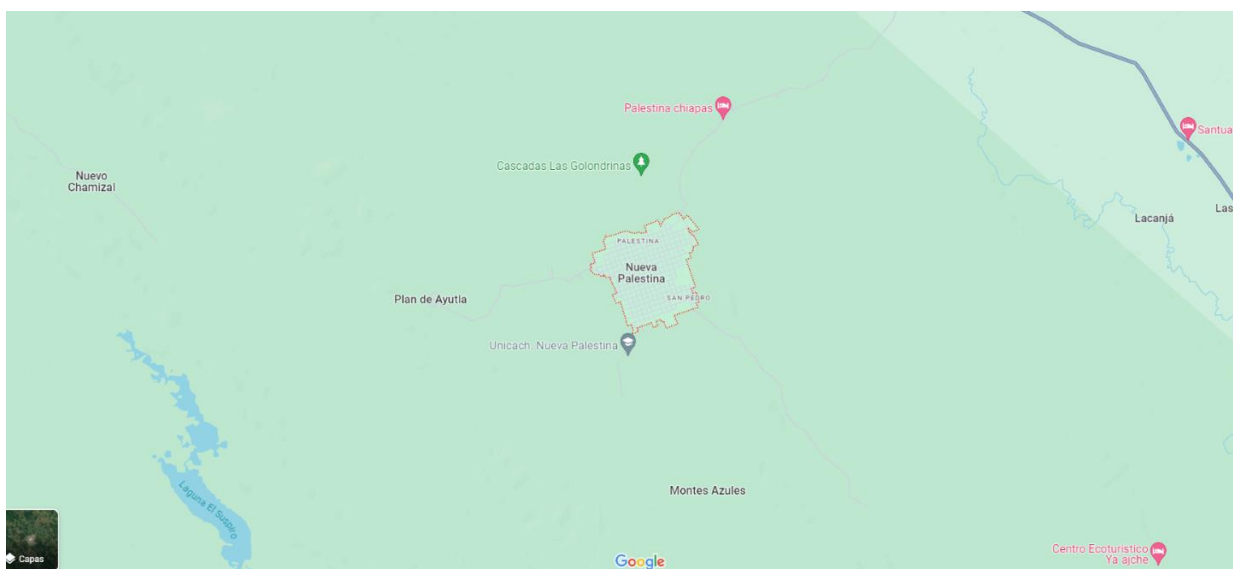 Palestina chiapas
Santua
Cascadas Las Golondrinas
Nuevo
Chamizal
Lacanjá
Las
PALESTINA
Nueva
Palestina
Plan de Ayutla
SAN PEDRO
Unicach. Nueva Palestina
Laguna El Suspiro
Montes Azules
Capas
Google
Centro Ecoturistico
Ya'ajche